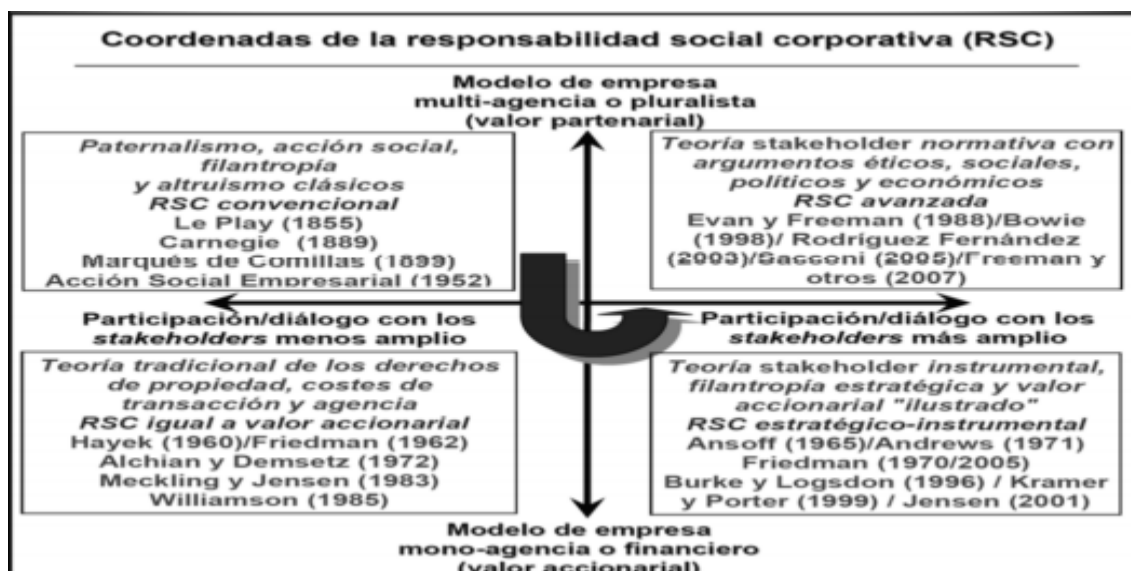 Coordenadas de la responsabilidad social corporativa (RSC)
Modelo de empresa
multi-agencia o pluralista
(valor partenarial)
Paternalismo, acción social,
filantropía
y altruismo clásicos
RSC convencional
Le Play (1855)
Carnegie (1889)
Marqués de Comillas (1899)
Acción Social Empresarial (1952)
Teoría stakeholder normativa con
argumentos éticos, sociales,
políticos y económicos
RSC avanzada
Evan y Freeman (1988)/Bowie
(1998)/ Rodríguez Fernández
(2003)/Sacconi (2005)/Freeman y
otros (2007)
Participación/diálogo con los
stakeholders menos amplio
Participación/diálogo con los
stakeholders más amplio
Teoría tradicional de los derechos
de propiedad, costes de
transacción y agencia
RSC igual a valor accionarial
Hayek (1960)/Friedman (1962)
Alchian y Demsetz (1972)
Meckling y Jensen (1983)
Williamson (1985)
Teoría stakeholder instrumental,
filantropía estratégica y valor
accionarial "ilustrado"
RSC estratégico-instrumental
Ansoff (1965)/Andrews (1971)
Friedman (1970/2005)
Burke y Logsdon (1996) / Kramer
y Porter (1999) / Jensen (2001)
Modelo de empresa
mono-agencia o financiero
(valor accionarial)